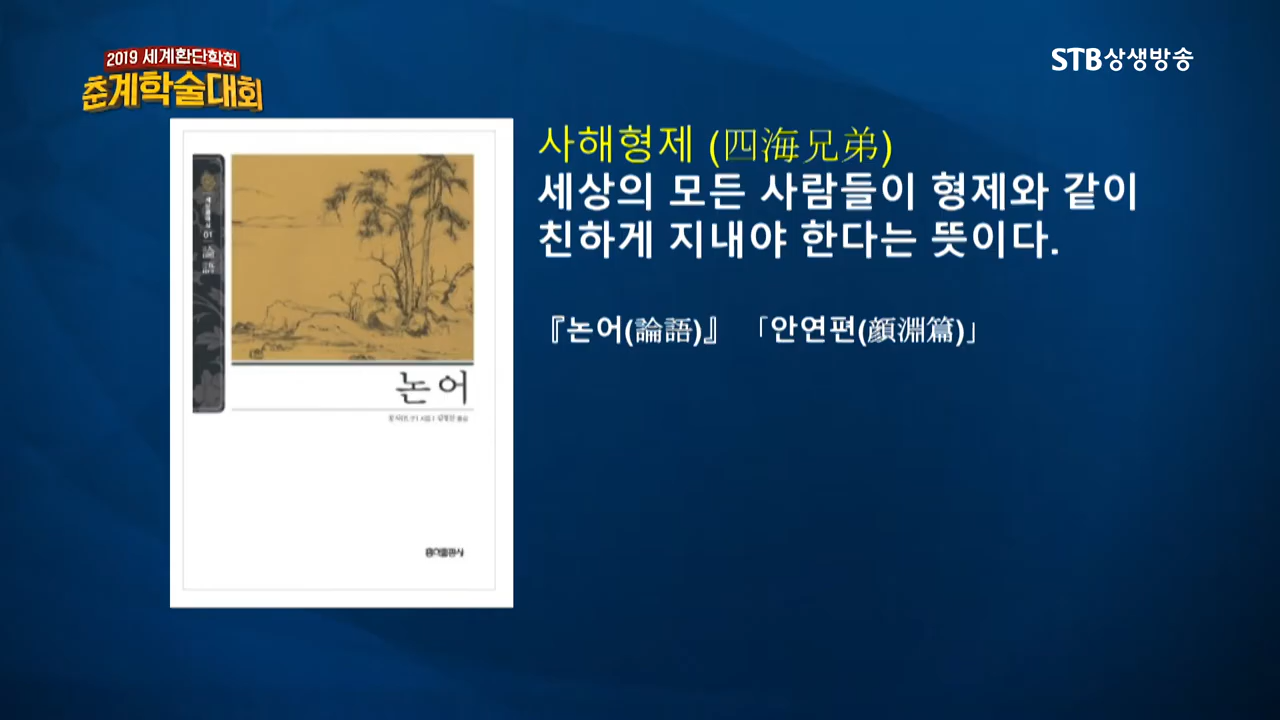 2019 세계환단학회
춘계학술대회
STB상생방송
사해형제 (四海兄弟)
세상의 모든 사람들이 형제와 같이
친하게 지내야 한다는 뜻이다.
『논어(論語)』 「안연편(顔淵篇)」
01
論語
논어